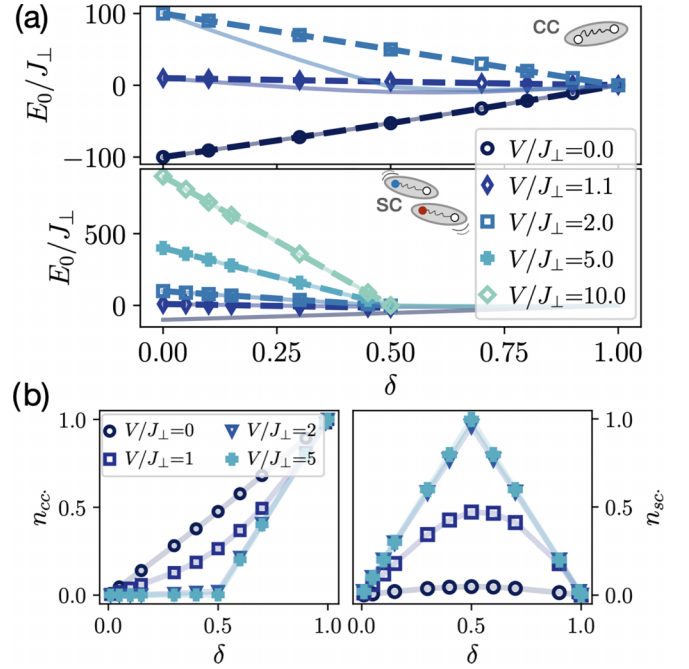 (a)
100
0
−100
E₀/J⊥
CC
V/J⊥=0.0
V/J⊥=1.1
V/J⊥=2.0
V/J⊥=5.0
V/J⊥=10.0
500
0
E₀/J⊥
SC
0.00 0.25 0.50 0.75 1.00
δ
(b)
1.0
0.5
0.0
n_cc.
V/J⊥=0 V/J⊥=2
V/J⊥=1 V/J⊥=5
0.0 0.5 1.0
δ
1.0
0.5
0.0
n_sc.
0.0 0.5 1.0
δ